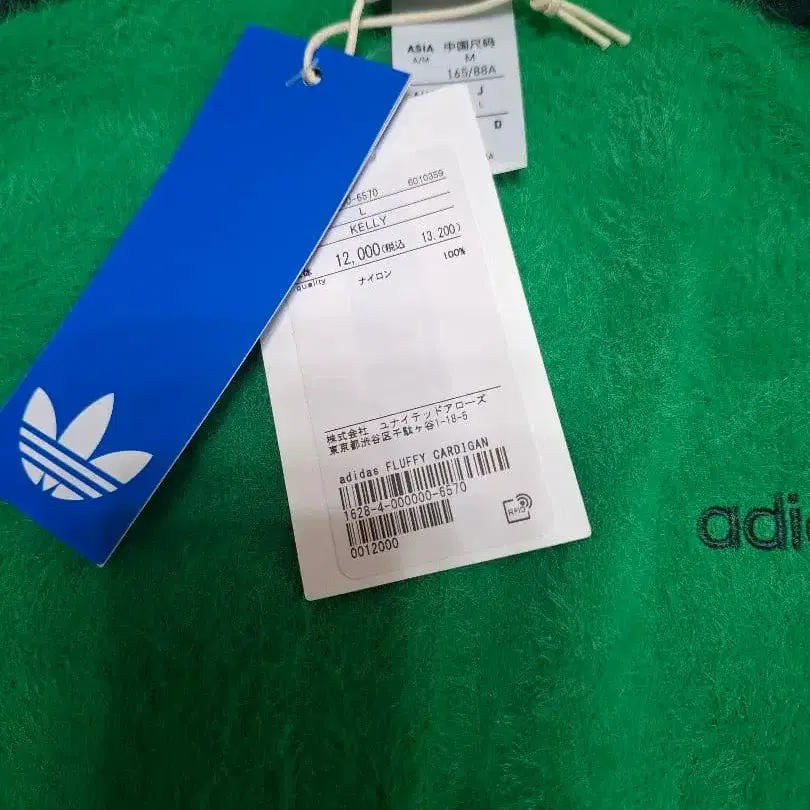 ASIA 中国尺码
A/M M
165/88A
J
L
D
A
0-6570 6010359
L
KELLY
12,000(税込 13,200)
quality ナイロン 100%
株式会社 ユナイテッドアローズ
東京都渋谷区千駄ヶ谷1-18-5
adidas FLUFFY CARDIGAN
1628-4-000000-6570
0012000
RFID
adi